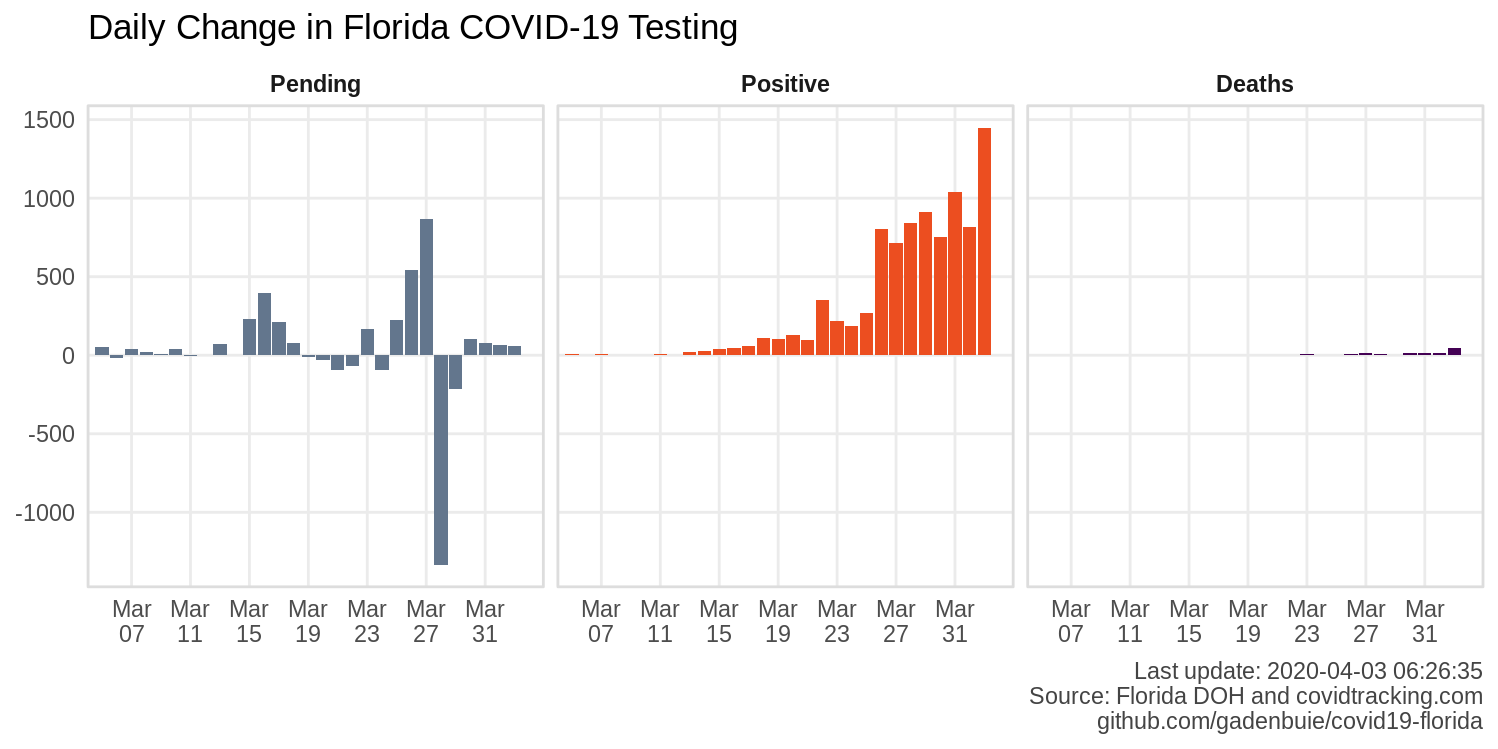 Daily Change in Florida COVID-19 Testing
Pending
Positive
Deaths
1500
1000
500
0
-500
-1000
Mar 07
Mar 11
Mar 15
Mar 19
Mar 23
Mar 27
Mar 31
Mar 07
Mar 11
Mar 15
Mar 19
Mar 23
Mar 27
Mar 31
Mar 07
Mar 11
Mar 15
Mar 19
Mar 23
Mar 27
Mar 31
Last update: 2020-04-03 06:26:35
Source: Florida DOH and covidtracking.com
github.com/gadenbuie/covid19-florida